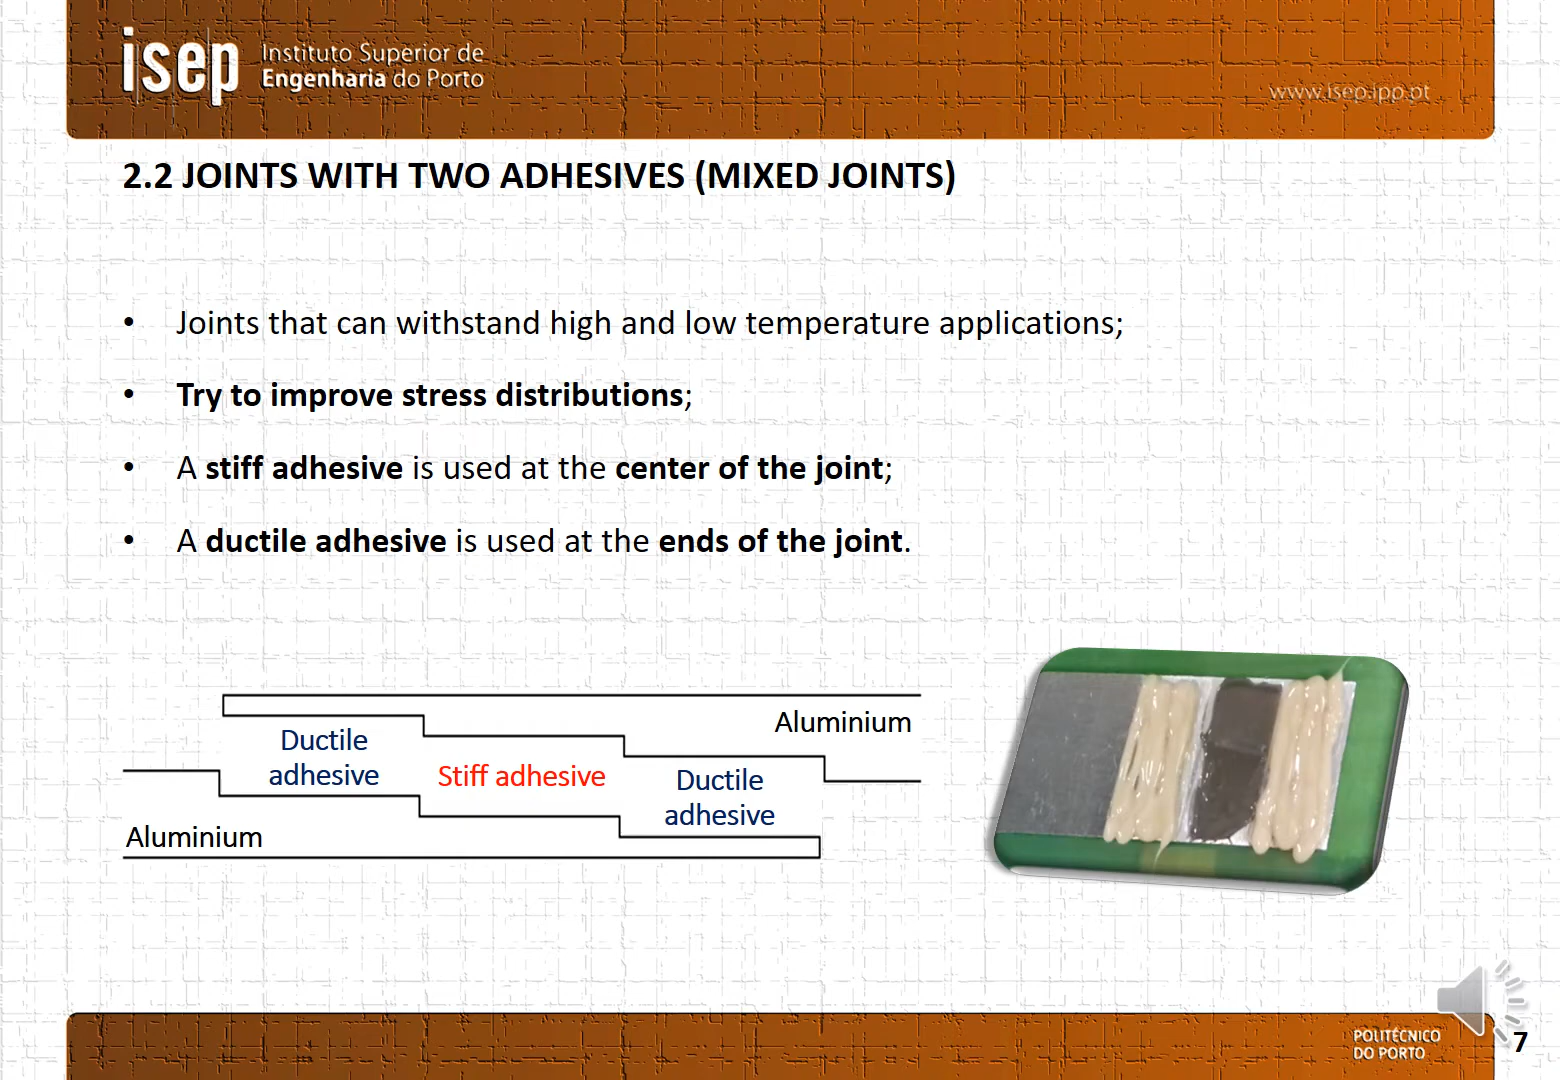 isep Instituto Superior de
Engenharia do Porto
www.isep.ipp.pt
2.2 JOINTS WITH TWO ADHESIVES (MIXED JOINTS)
• Joints that can withstand high and low temperature applications;
• Try to improve stress distributions;
• A stiff adhesive is used at the center of the joint;
• A ductile adhesive is used at the ends of the joint.
Aluminium
Ductile
adhesive
Stiff adhesive
Ductile
adhesive
Aluminium
POLITÉCNICO
DO PORTO
7